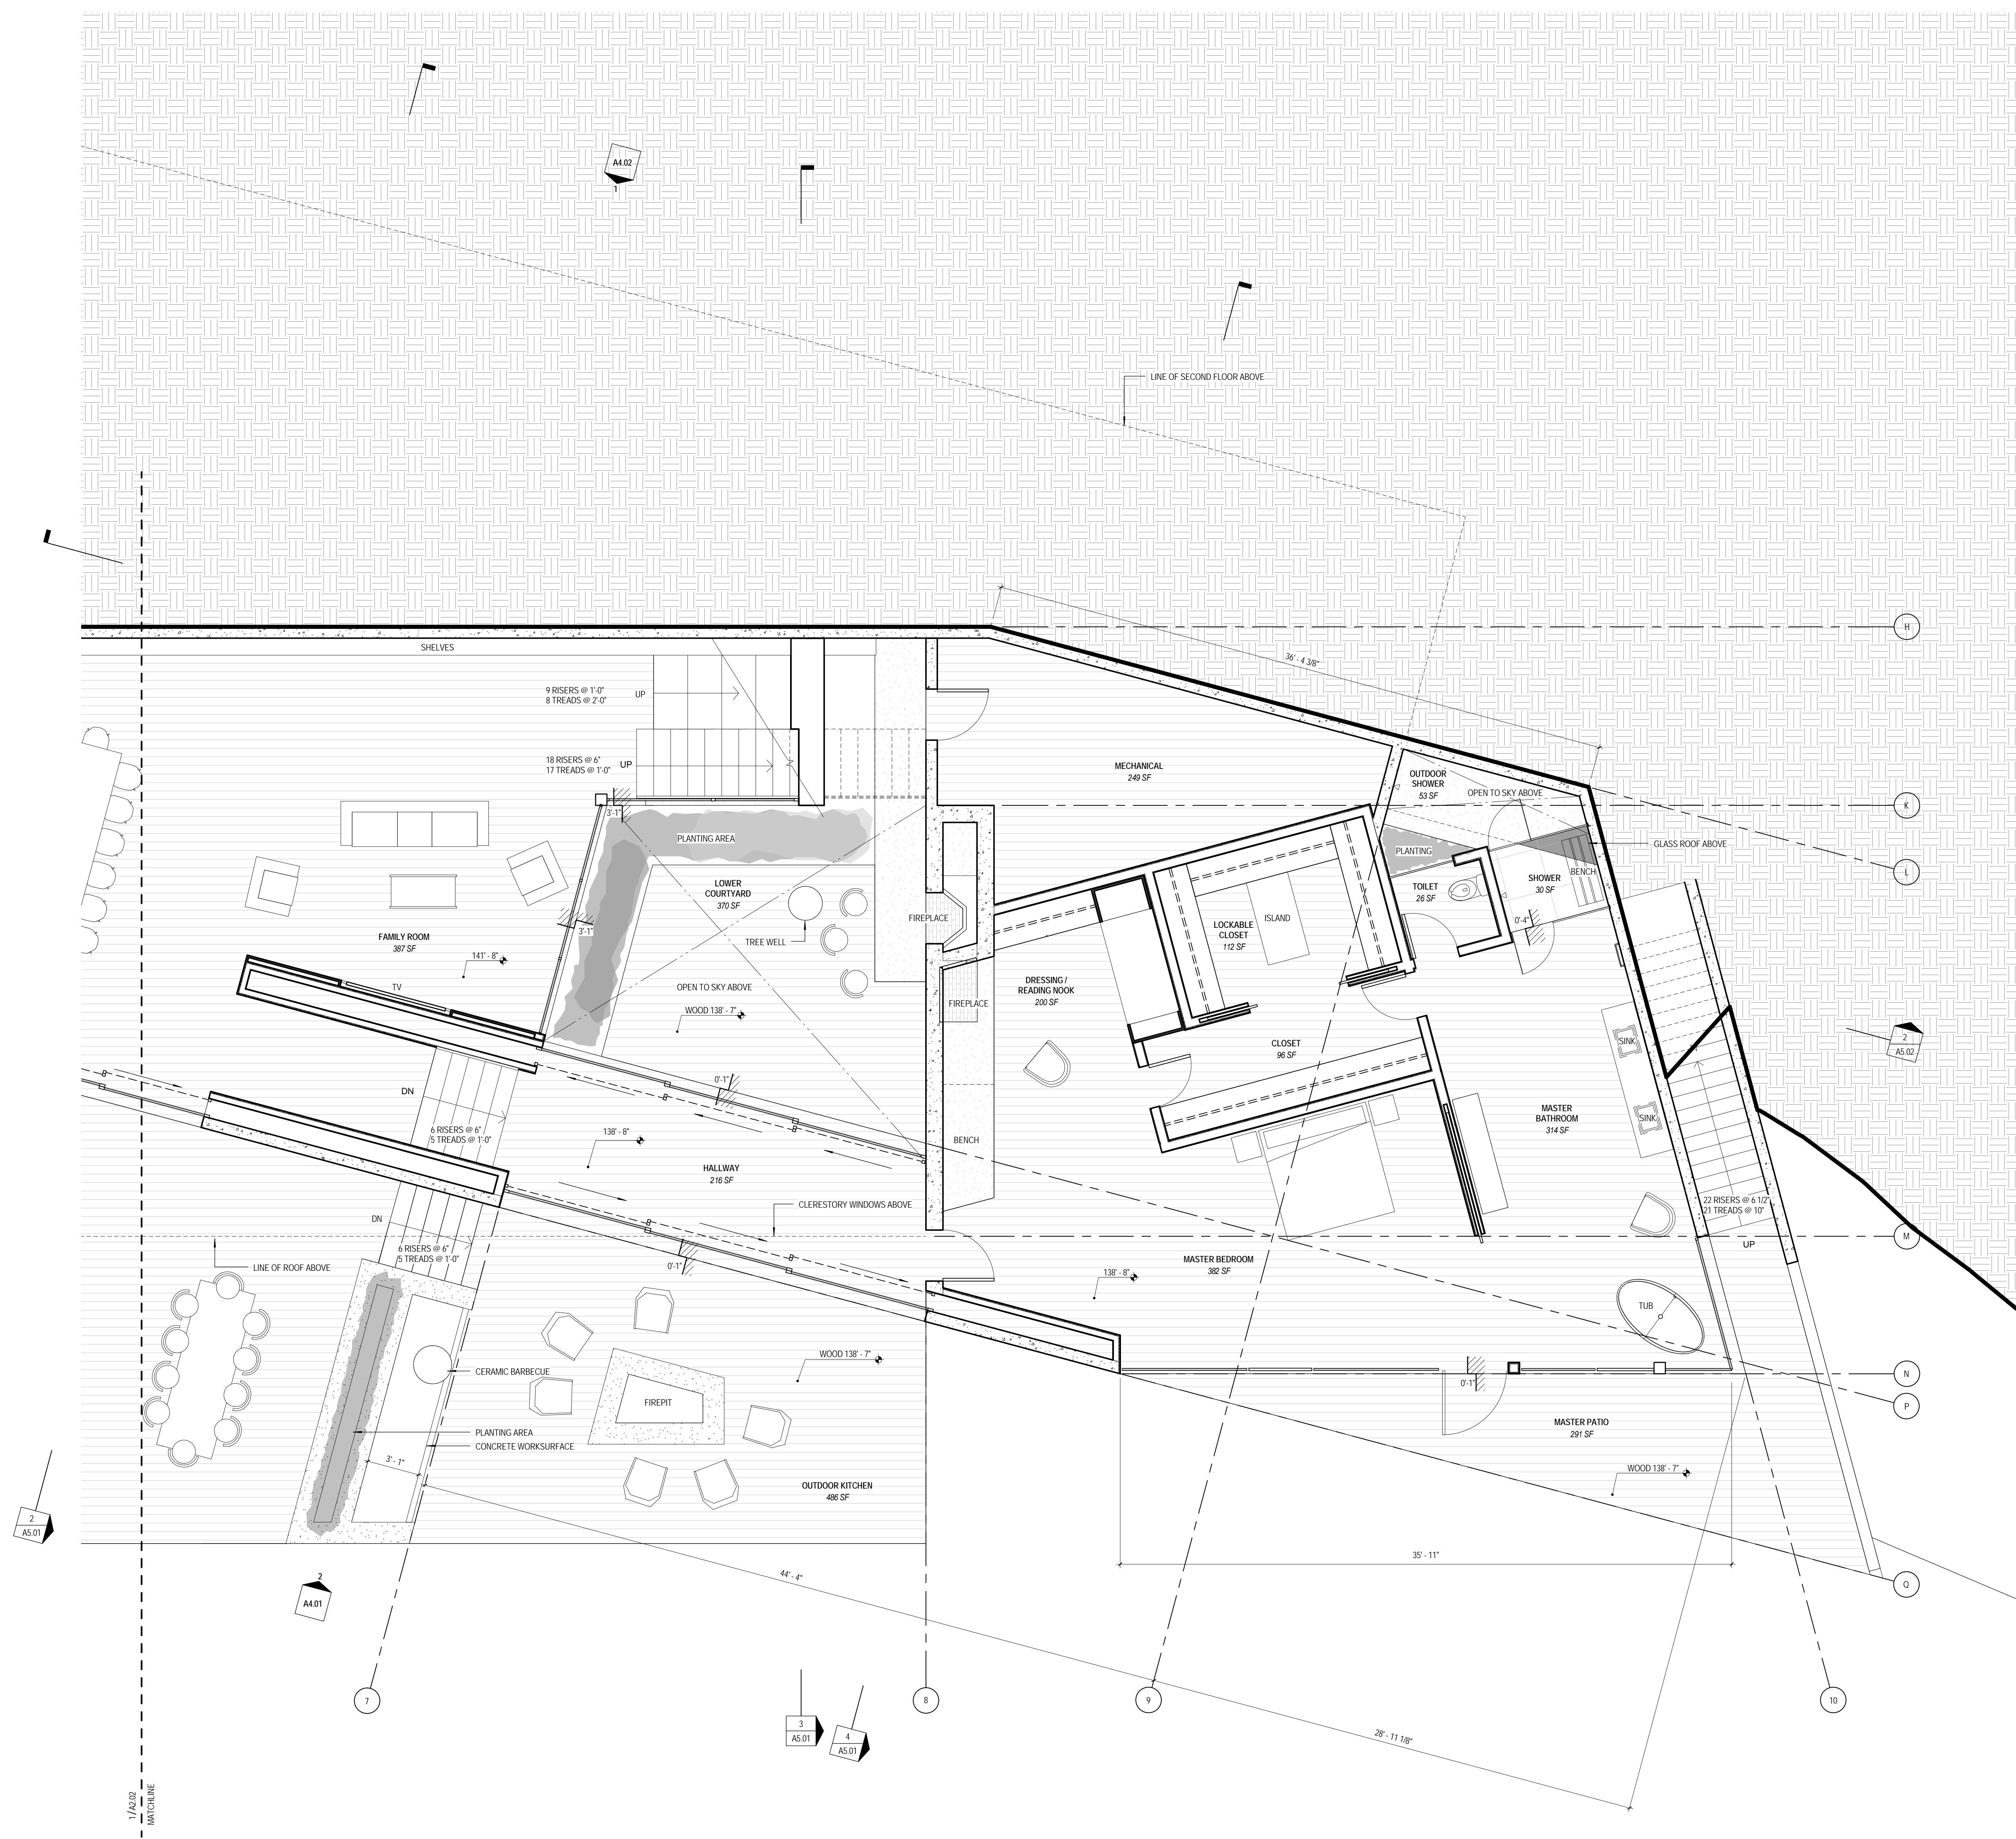 A4.02
1
LINE OF SECOND FLOOR ABOVE
H
36' - 4 3/8"
SHELVES
9 RISERS @ 1'-0"
8 TREADS @ 2'-0"
UP
18 RISERS @ 6"
17 TREADS @ 1'-0"
UP
MECHANICAL
249 SF
OUTDOOR
SHOWER
53 SF
OPEN TO SKY ABOVE
K
3'-1"
PLANTING AREA
PLANTING
GLASS ROOF ABOVE
L
LOWER
COURTYARD
370 SF
TOILET
26 SF
SHOWER
30 SF
BENCH
FIREPLACE
ISLAND
LOCKABLE
CLOSET
112 SF
0'-4"
3'-1"
TREE WELL
FAMILY ROOM
387 SF
141' - 8"
TV
OPEN TO SKY ABOVE
DRESSING /
READING NOOK
200 SF
FIREPLACE
WOOD 138' - 7"
CLOSET
96 SF
SINK
2
A5.02
0'-1"
DN
6 RISERS @ 6"
5 TREADS @ 1'-0"
138' - 8"
BENCH
MASTER
BATHROOM
314 SF
SINK
HALLWAY
216 SF
CLERESTORY WINDOWS ABOVE
22 RISERS @ 6 1/2"
21 TREADS @ 10"
UP
M
DN
6 RISERS @ 6"
5 TREADS @ 1'-0"
0'-1"
LINE OF ROOF ABOVE
MASTER BEDROOM
382 SF
138' - 8"
TUB
WOOD 138' - 7"
CERAMIC BARBECUE
N
0'-1"
FIREPIT
P
MASTER PATIO
291 SF
PLANTING AREA
CONCRETE WORKSURFACE
3' - 1"
WOOD 138' - 7"
OUTDOOR KITCHEN
486 SF
2
A5.01
35' - 11"
44' - 4"
Q
2
A4.01
7
8
9
10
3
A5.01
4
A5.01
28' - 11 1/8"
1 / A2.02
MATCHLINE